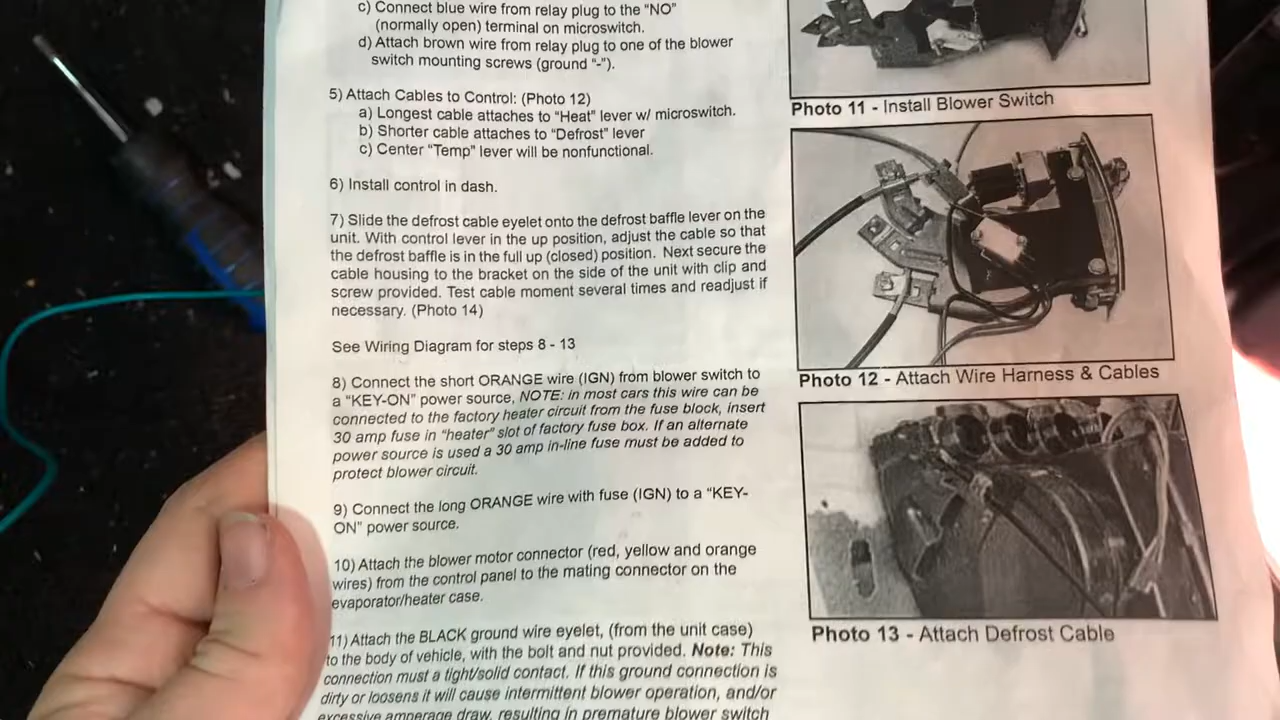 c) Connect blue wire from relay plug to the “NO”
(normally open) terminal on microswitch.
d) Attach brown wire from relay plug to one of the blower
switch mounting screws (ground “-”).
5) Attach Cables to Control: (Photo 12)
a) Longest cable attaches to “Heat” lever w/ microswitch.
b) Shorter cable attaches to “Defrost” lever
c) Center “Temp” lever will be nonfunctional.
6) Install control in dash.
7) Slide the defrost cable eyelet onto the defrost baffle lever on the
unit. With control lever in the up position, adjust the cable so that
the defrost baffle is in the full up (closed) position. Next secure the
cable housing to the bracket on the side of the unit with clip and
screw provided. Test cable moment several times and readjust if
necessary. (Photo 14)
See Wiring Diagram for steps 8 - 13
8) Connect the short ORANGE wire (IGN) from blower switch to
a “KEY-ON” power source, NOTE: in most cars this wire can be
connected to the factory heater circuit from the fuse block, insert
30 amp fuse in “heater” slot of factory fuse box. If an alternate
power source is used a 30 amp in-line fuse must be added to
protect blower circuit.
9) Connect the long ORANGE wire with fuse (IGN) to a “KEY-
ON” power source.
10) Attach the blower motor connector (red, yellow and orange
wires) from the control panel to the mating connector on the
evaporator/heater case.
11) Attach the BLACK ground wire eyelet, (from the unit case)
to the body of vehicle, with the bolt and nut provided. Note: This
connection must a tight/solid contact. If this ground connection is
dirty or loosens it will cause intermittent blower operation, and/or
excessive amperage draw, resulting in premature blower switch
Photo 11 - Install Blower Switch
Photo 12 - Attach Wire Harness & Cables
Photo 13 - Attach Defrost Cable